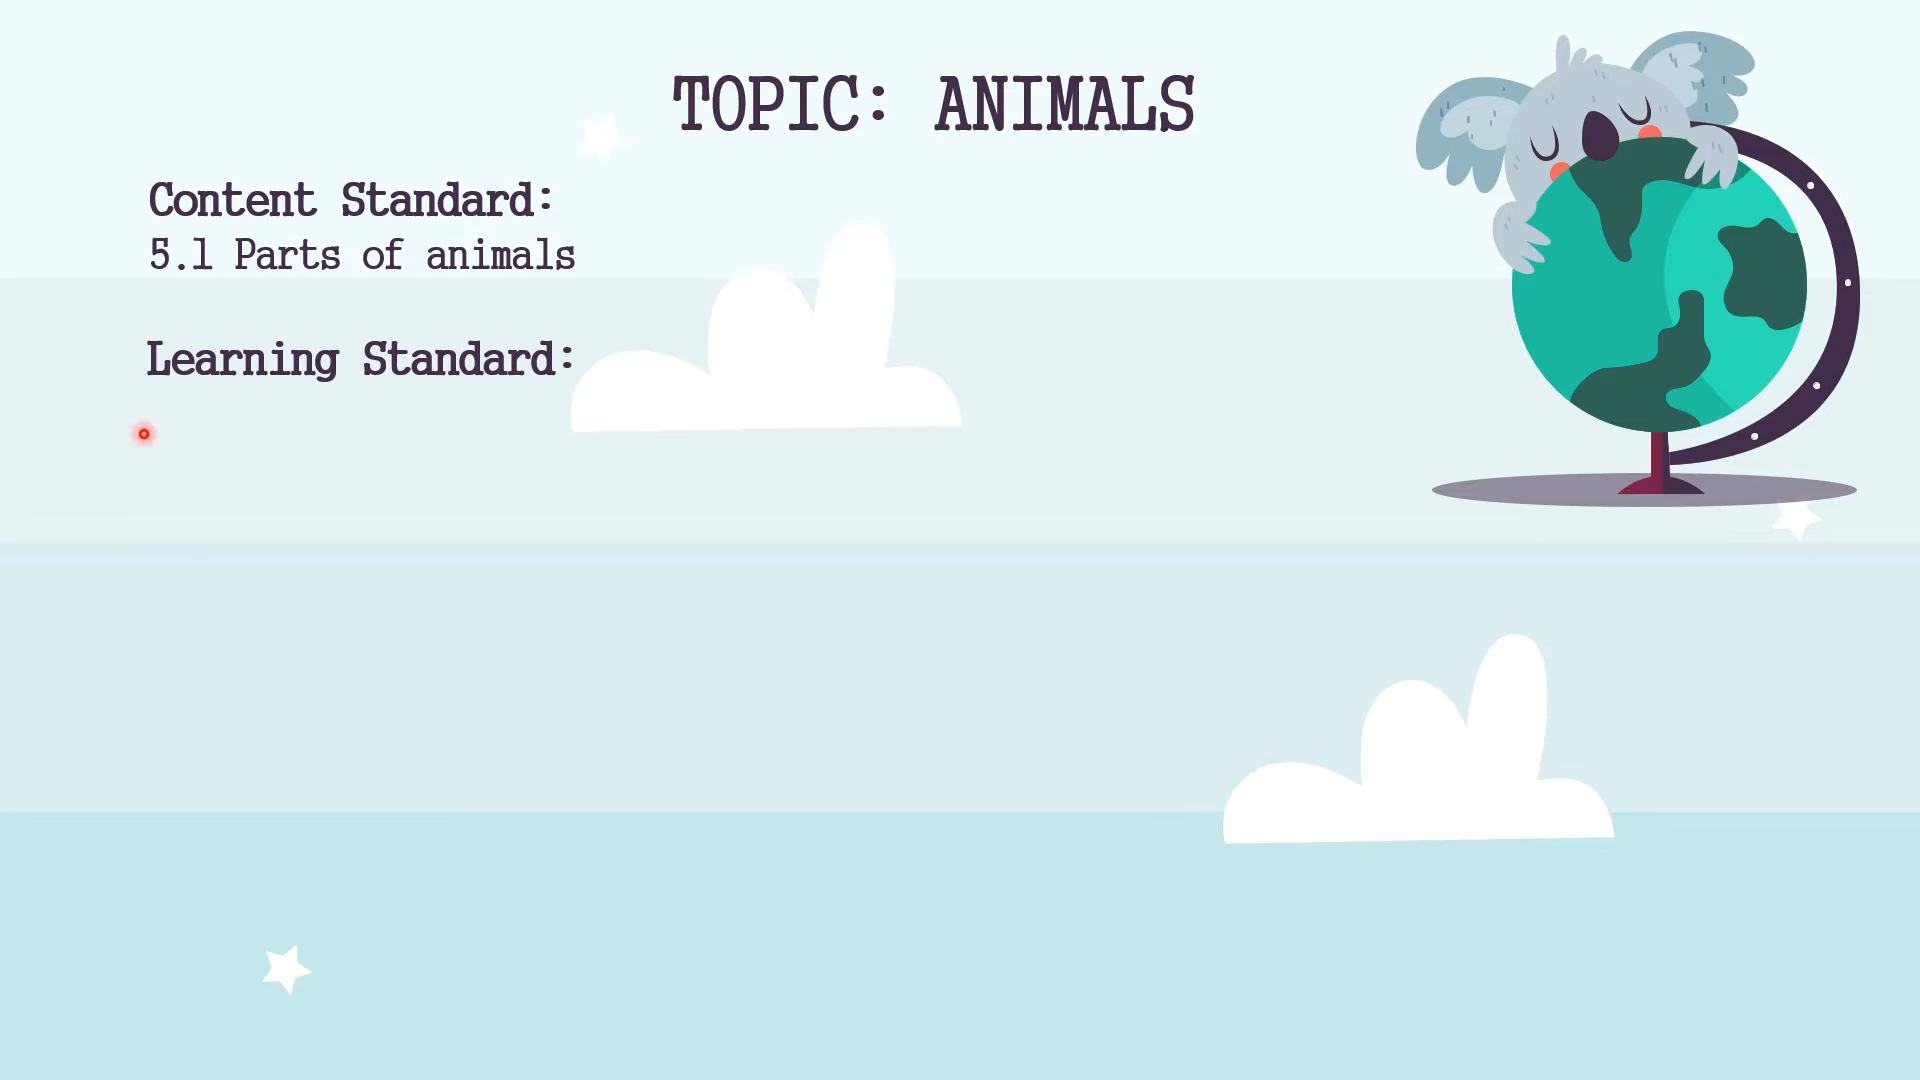 TOPIC: ANIMALS
Content Standard:
5.1 Parts of animals
Learning Standard: